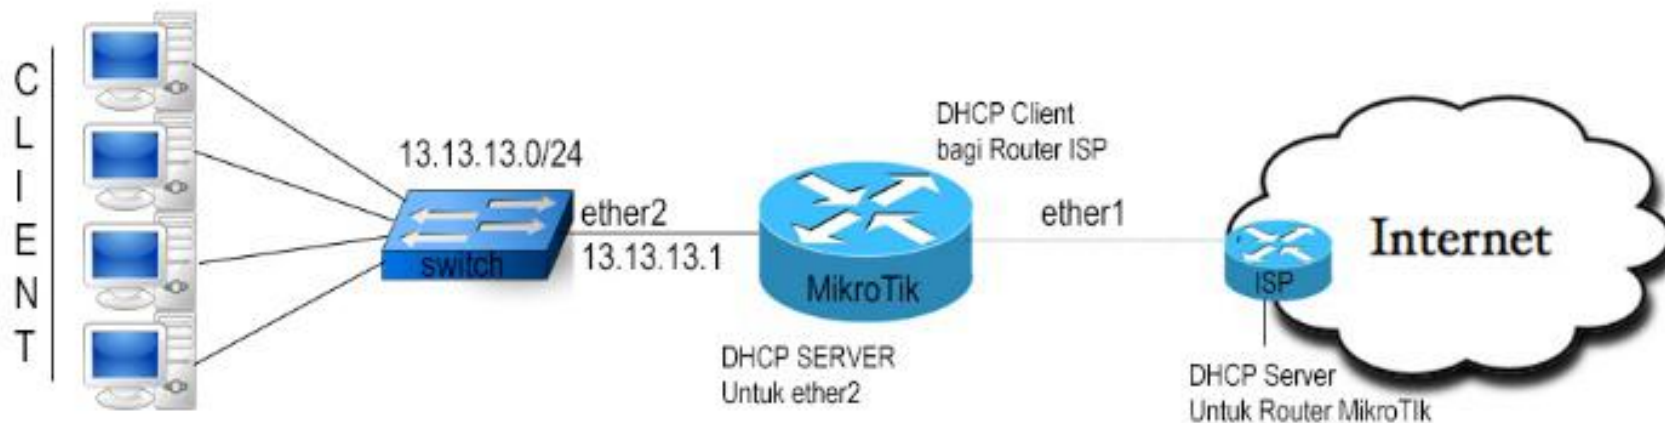 CLIENT
13.13.13.0/24
switch
ether2
13.13.13.1
MikroTik
DHCP SERVER
Untuk ether2
DHCP Client
bagi Router ISP
ether1
ISP
Internet
DHCP Server
Untuk Router MikroTIk